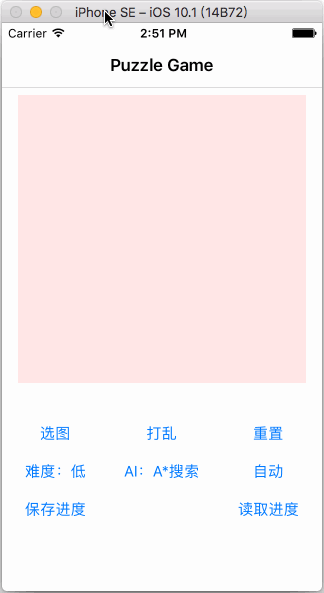 iPhone SE – iOS 10.1 (14B72)
Carrier 2:51 PM
Puzzle Game
选图 打乱 重置
难度：低 AI：A*搜索 自动
保存进度 读取进度